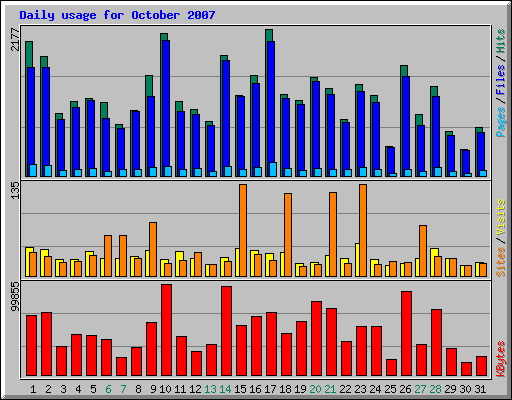 Daily usage for October 2007
2177
Pages / Files / Hits
135
Sites / Visits
99855
KBytes
1 2 3 4 5 6 7 8 9 10 11 12 13 14 15 16 17 18 19 20 21 22 23 24 25 26 27 28 29 30 31